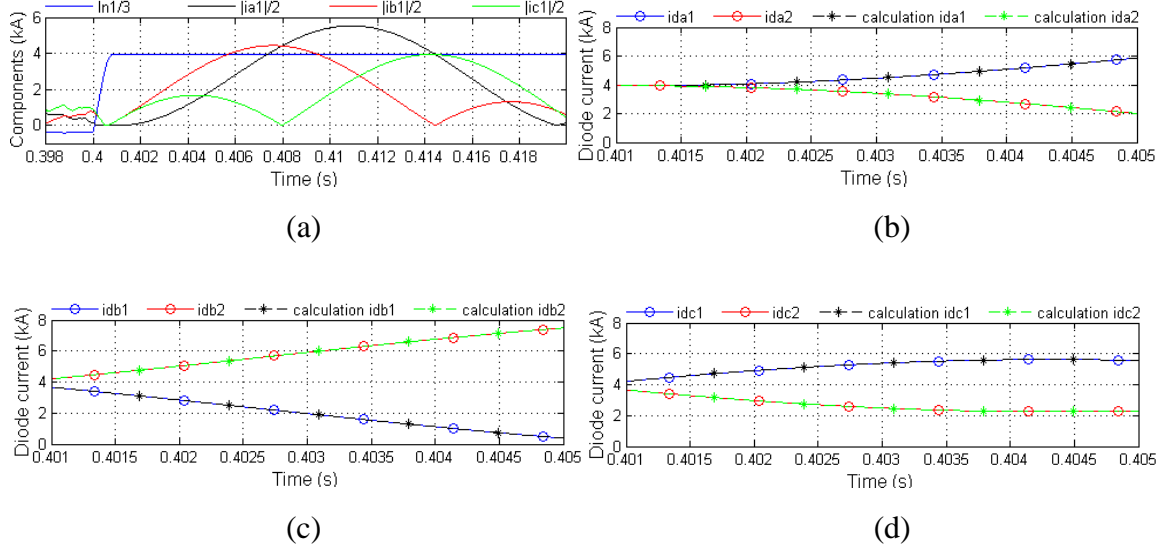 In1/3 |ia1|/2 |ib1|/2 |ic1|/2
Components (kA)
6
4
2
0
0.398 0.4 0.402 0.404 0.406 0.408 0.41 0.412 0.414 0.416 0.418
Time (s)
(a)
ida1 ida2 calculation ida1 calculation ida2
Diode current (kA)
8
6
4
2
0
0.401 0.4015 0.402 0.4025 0.403 0.4035 0.404 0.4045 0.405
Time (s)
(b)
idb1 idb2 calculation idb1 calculation idb2
Diode current (kA)
8
6
4
2
0
0.401 0.4015 0.402 0.4025 0.403 0.4035 0.404 0.4045 0.405
Time (s)
(c)
idc1 idc2 calculation idc1 calculation idc2
Diode current (kA)
8
6
4
2
0
0.401 0.4015 0.402 0.4025 0.403 0.4035 0.404 0.4045 0.405
Time (s)
(d)